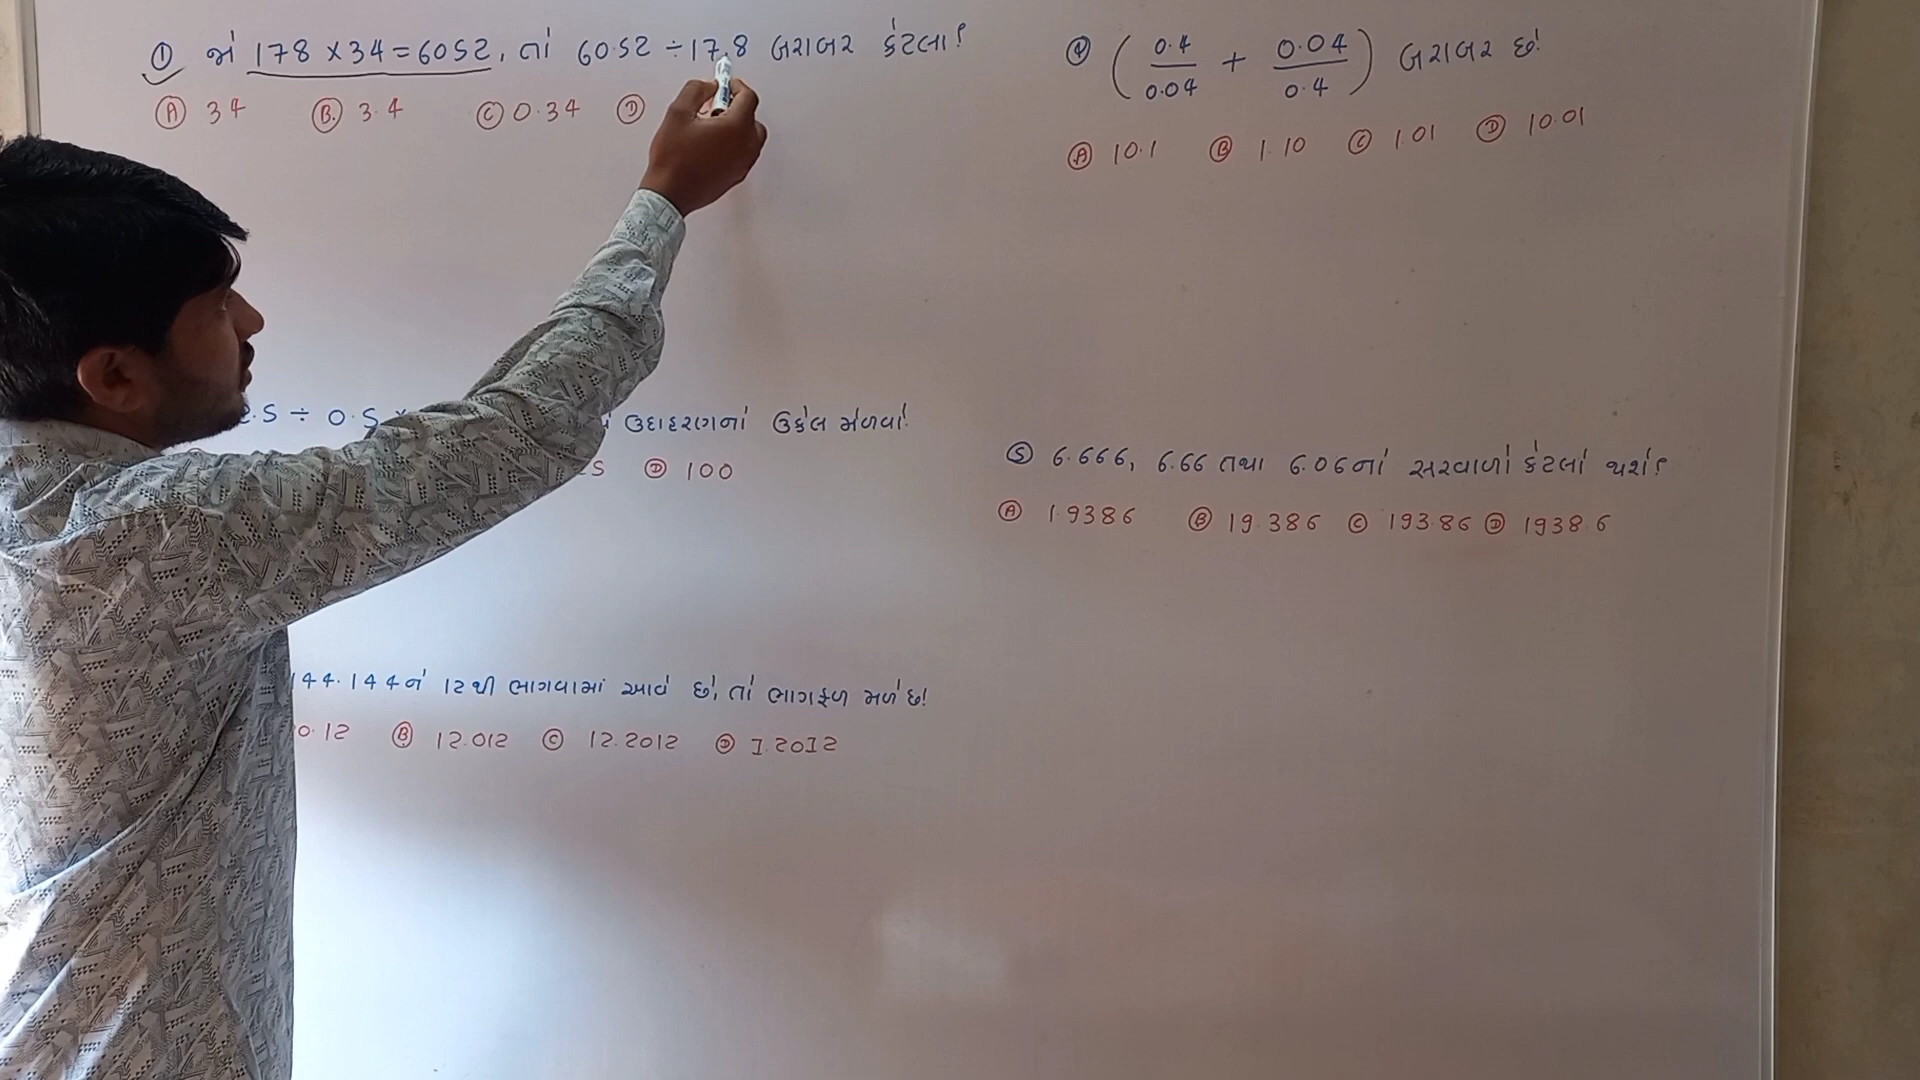 ① જો 178 × 34 = 6052, તો 60.52 ÷ 17.8 બરાબર કેટલા?
Ⓐ 34 Ⓑ 3.4 Ⓒ 0.34 Ⓓ
.5 ÷ 0.5 ઉદાહરણનો ઉકેલ મેળવો!
5 Ⓓ 100
144.144ને 12થી ભાગવામાં આવે છે, તો ભાગફળ મળે છે!
0.12 Ⓑ 12.012 Ⓒ 12.2012 Ⓓ 1.2012
④ (0.4/0.04 + 0.04/0.4) બરાબર છે!
Ⓐ 10.1 Ⓑ 1.10 Ⓒ 1.01 Ⓓ 10.01
⑤ 6.666, 6.66 તથા 6.06નો સરવાળો કેટલો થશે?
Ⓐ 1.9386 Ⓑ 19.386 Ⓒ 193.86 Ⓓ 1938.6